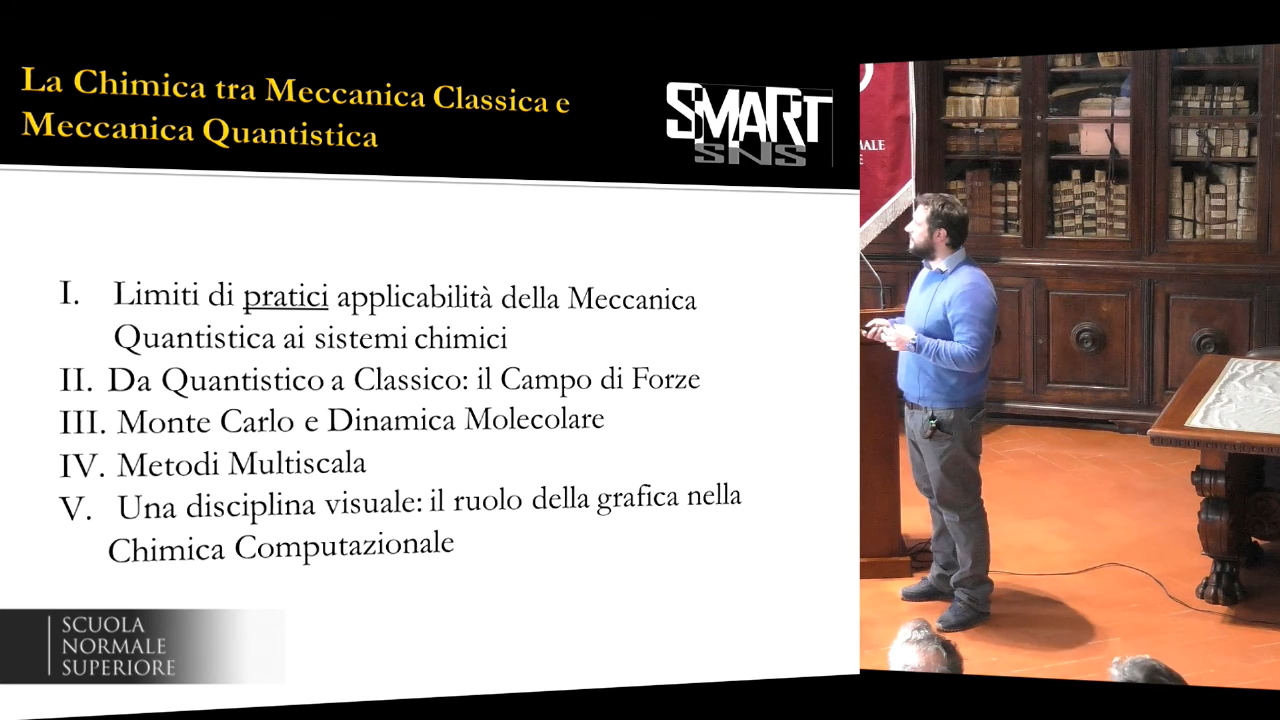 La Chimica tra Meccanica Classica e
Meccanica Quantistica
SMART
SNS
I. Limiti di pratici applicabilità della Meccanica
Quantistica ai sistemi chimici
II. Da Quantistico a Classico: il Campo di Forze
III. Monte Carlo e Dinamica Molecolare
IV. Metodi Multiscala
V. Una disciplina visuale: il ruolo della grafica nella
Chimica Computazionale
SCUOLA
NORMALE
SUPERIORE